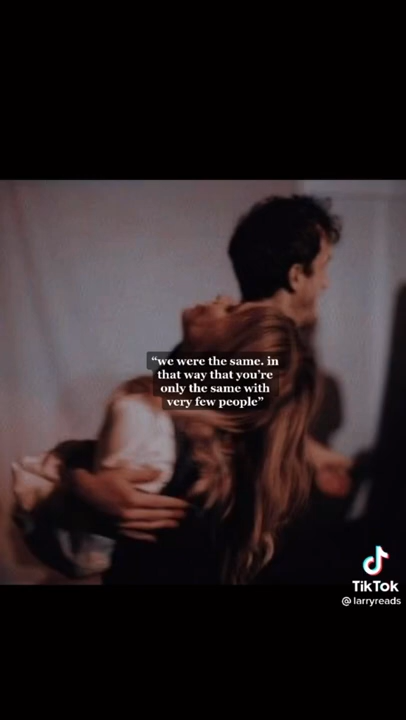 “we were the same. in
that way that you're
only the same with
very few people”
TikTok
@larryreads